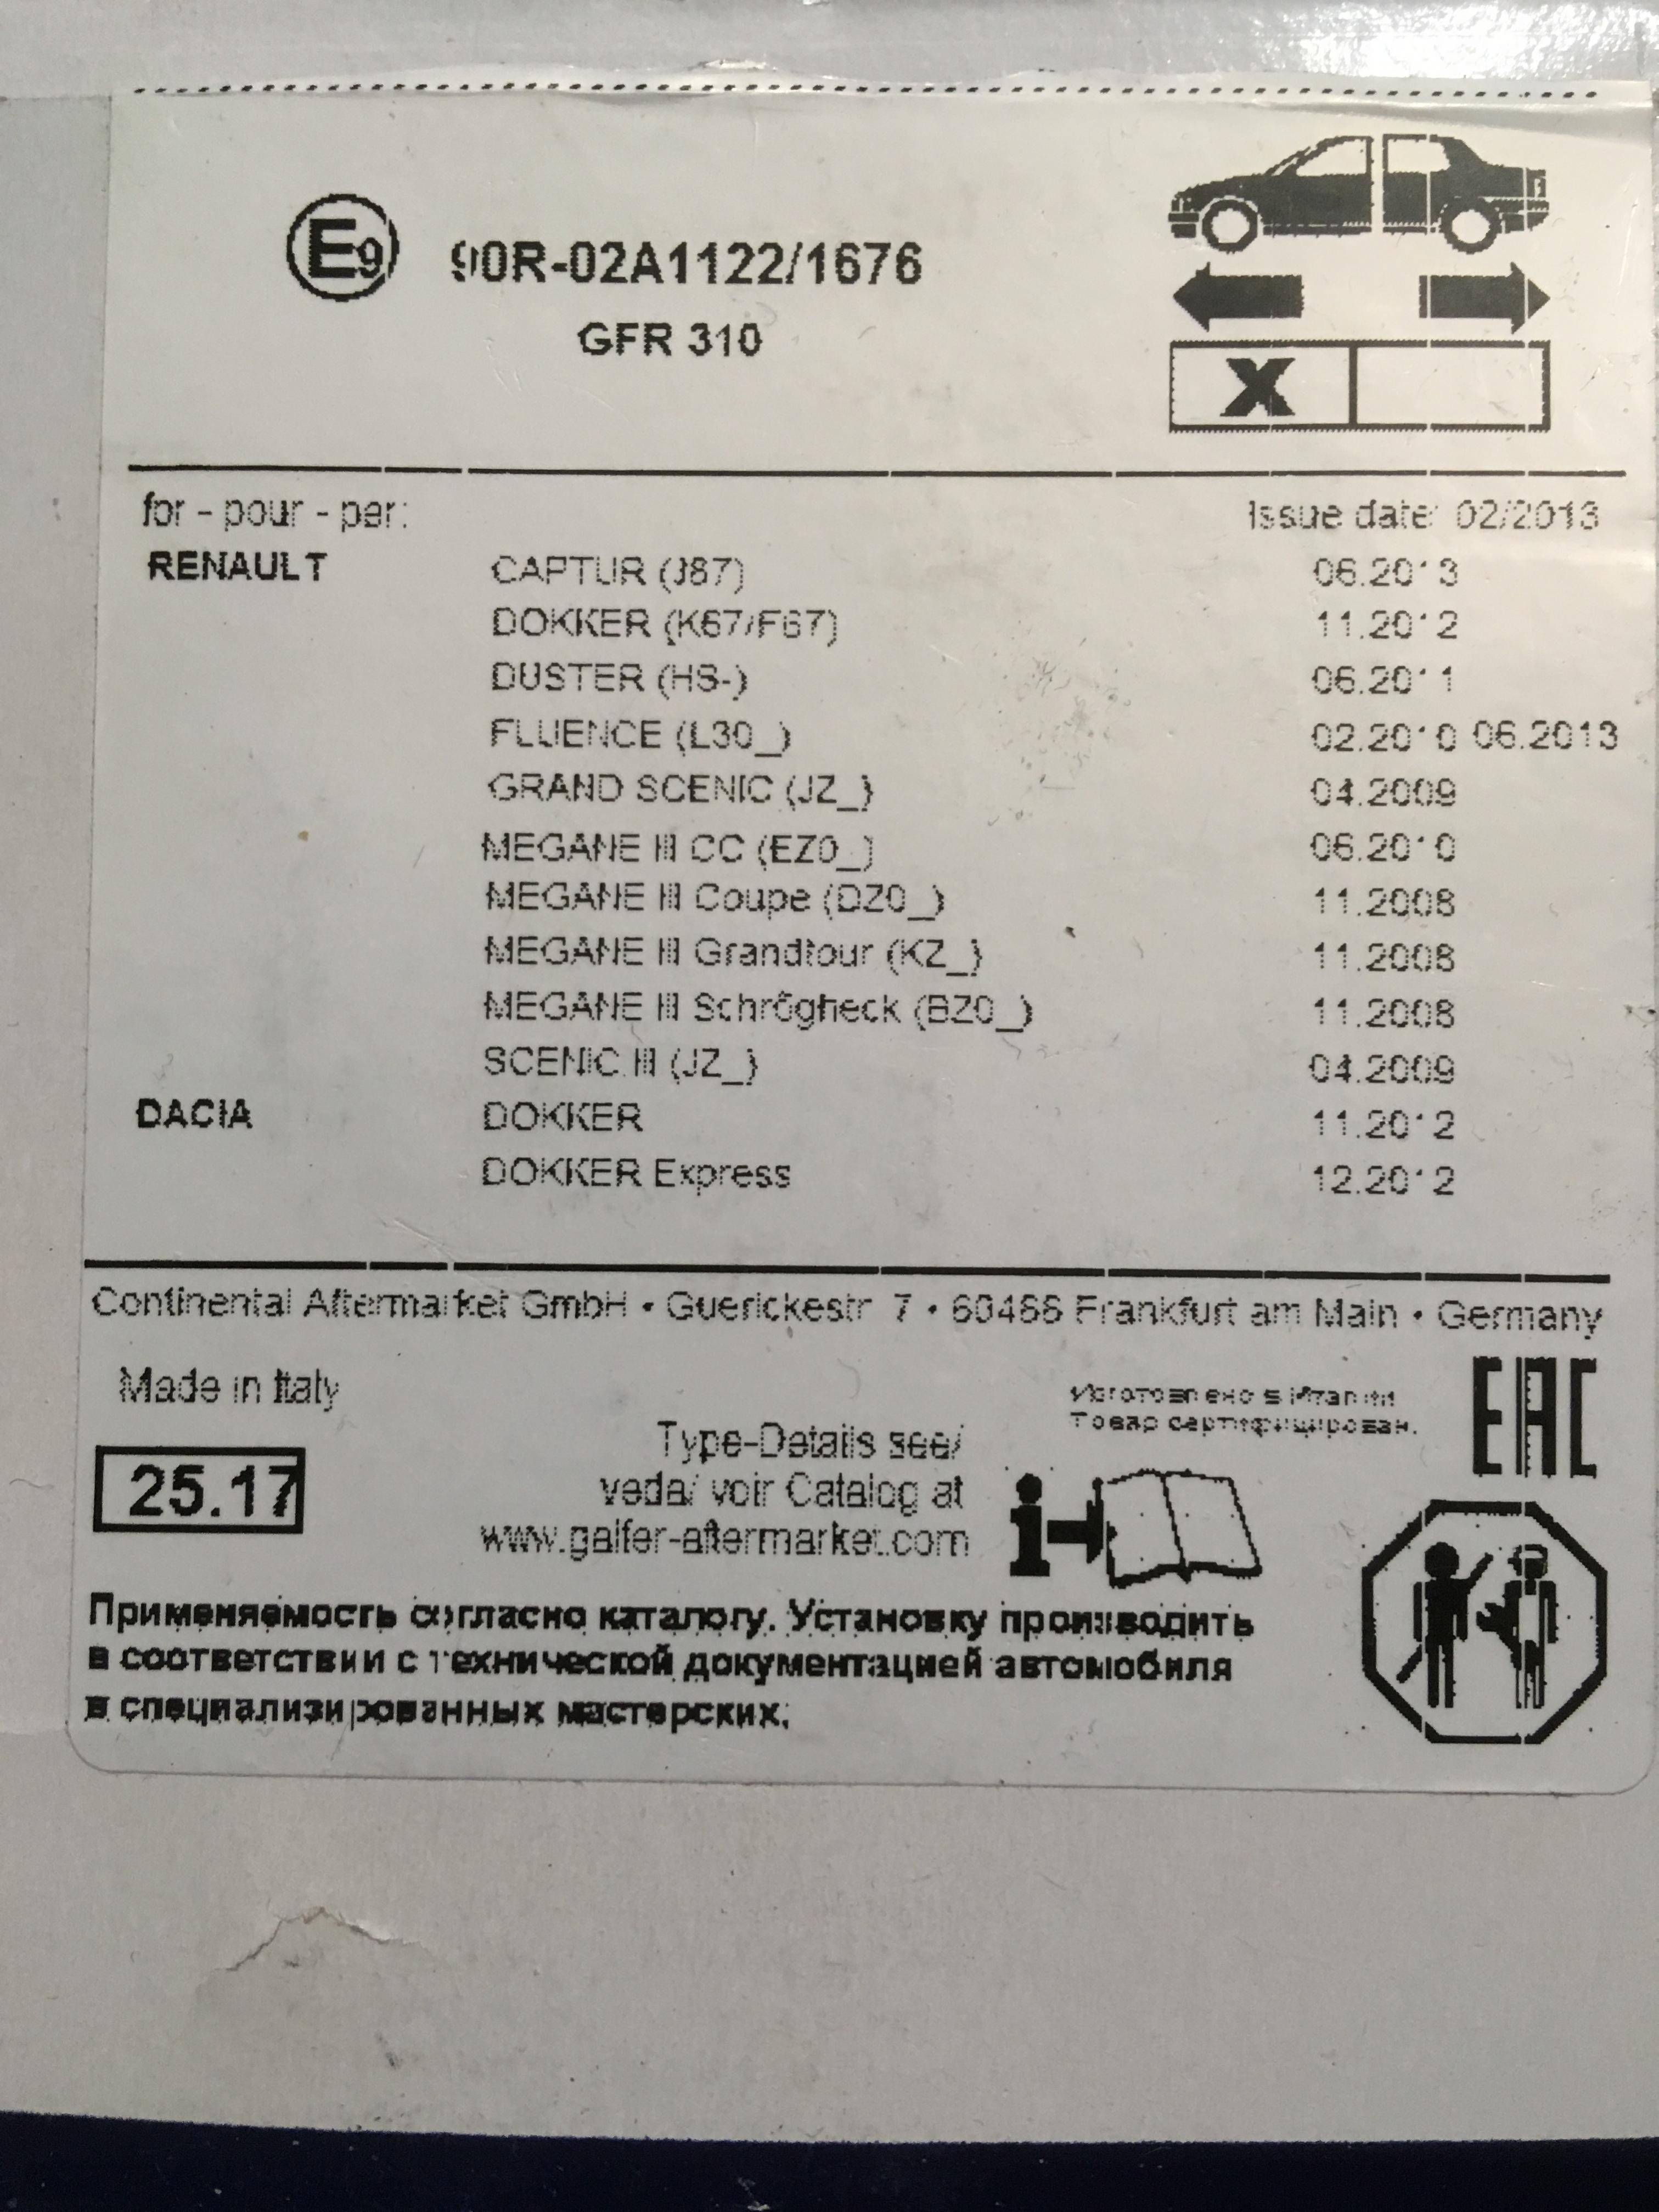 E9
90R-02A1122/1676
GFR 310
X
for - pour - per:
Issue date: 02/2013
RENAULT CAPTUR (J87) 06.2013
DOKKER (K67/F67) 11.2012
DUSTER (HS-) 06.2011
FLUENCE (L30_) 02.2010 06.2013
GRAND SCENIC (JZ_) 04.2009
MEGANE III CC (EZ0_) 06.2010
MEGANE III Coupe (DZ0_) 11.2008
MEGANE III Grandtour (KZ_) 11.2008
MEGANE III Schrögheck (BZ0_) 11.2008
SCENIC III (JZ_) 04.2009
DACIA DOKKER 11.2012
DOKKER Express 12.2012
Continental Aftermarket GmbH • Guerickestr. 7 • 60488 Frankfurt am Main • Germany
Made in Italy
Изготовлено в Италии
Товар сертифицирован.
EAC
25.17
Type-Details see/
veda/ voir Catalog at
www.galfer-aftermarket.com
Применяемость согласно каталогу. Установку производить
в соответствии с технической документацией автомобиля
в специализированных мастерских.